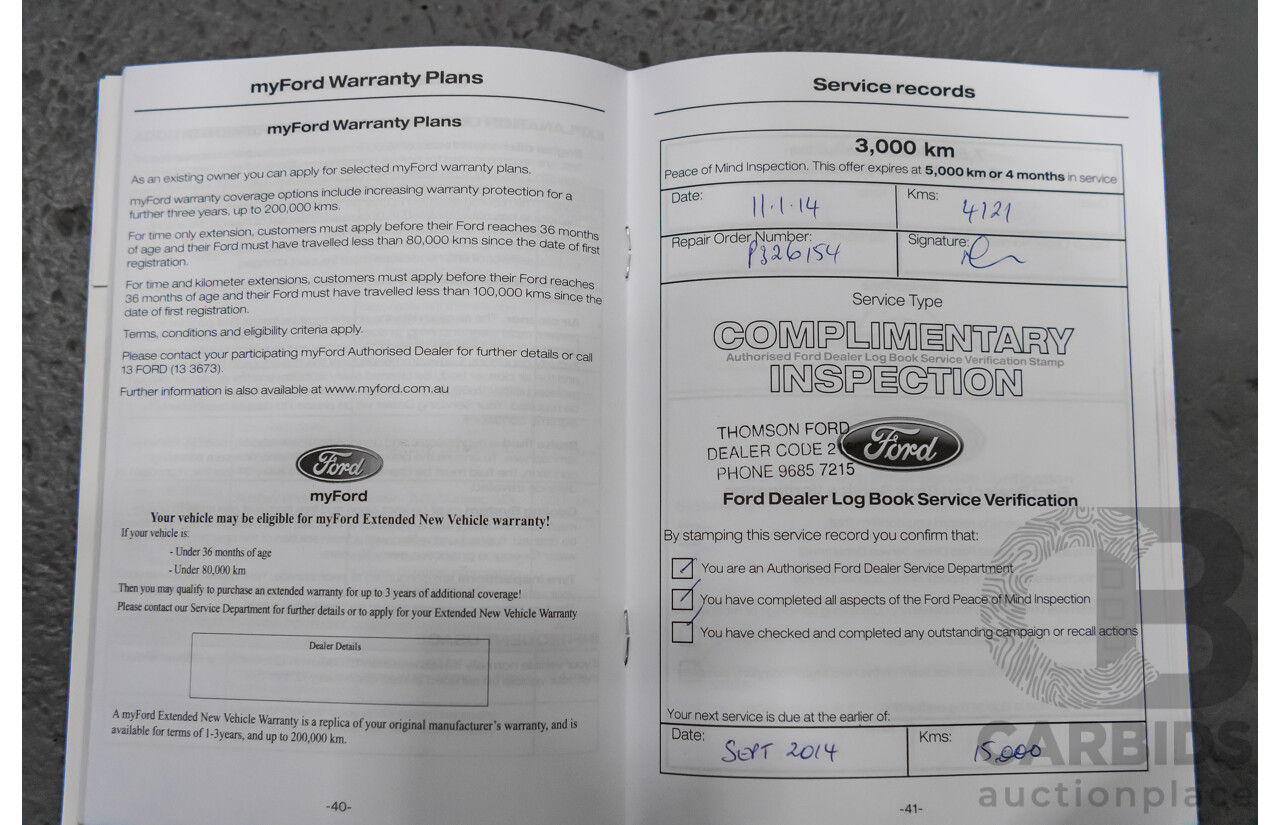 myFord Warranty Plans
myFord Warranty Plans
As an existing owner you can apply for selected myFord warranty plans.
myFord warranty coverage options include increasing warranty protection for a
further three years, up to 200,000 kms.
For time only extension, customers must apply before their Ford reaches 36 months
of age and their Ford must have travelled less than 80,000 kms since the date of first
registration.
For time and kilometer extensions, customers must apply before their Ford reaches
36 months of age and their Ford must have travelled less than 100,000 kms since the
date of first registration.
Terms, conditions and eligibility criteria apply.
Please contact your participating myFord Authorised Dealer for further details or call
13 FORD (13 3673).
Further information is also available at www.myford.com.au
Ford
myFord
Your vehicle may be eligible for myFord Extended New Vehicle warranty!
If your vehicle is:
- Under 36 months of age
- Under 80,000 km
Then you may qualify to purchase an extended warranty for up to 3 years of additional coverage!
Please contact our Service Department for further details or to apply for your Extended New Vehicle Warranty
Dealer Details
A myFord Extended New Vehicle Warranty is a replica of your original manufacturer's warranty, and is
available for terms of 1-3years, and up to 200,000 km.
-40-
Service records
3,000 km
Peace of Mind Inspection. This offer expires at 5,000 km or 4 months in service
Date: 11.1.14 Kms: 4121
Repair Order Number: P326154 Signature:
Service Type
COMPLIMENTARY
Authorised Ford Dealer Log Book Service Verification Stamp
INSPECTION
THOMSON FORD
DEALER CODE 2
PHONE 9685 7215
Ford
Ford Dealer Log Book Service Verification
By stamping this service record you confirm that:
You are an Authorised Ford Dealer Service Department
You have completed all aspects of the Ford Peace of Mind Inspection
You have checked and completed any outstanding campaign or recall actions
Your next service is due at the earlier of:
Date: SEPT 2014 Kms: 15,000
-41-
CARBIDS
auctionplace